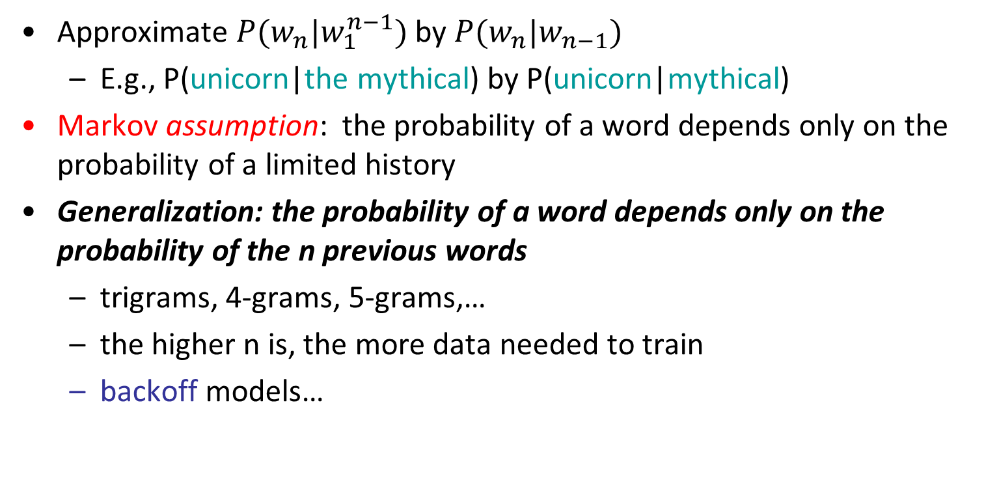 • Approximate $P(w_n|w_1^{n-1})$ by $P(w_n|w_{n-1})$
– E.g., P(unicorn|the mythical) by P(unicorn|mythical)
• Markov assumption: the probability of a word depends only on the
probability of a limited history
• Generalization: the probability of a word depends only on the
probability of the n previous words
– trigrams, 4-grams, 5-grams,…
– the higher n is, the more data needed to train
– backoff models…